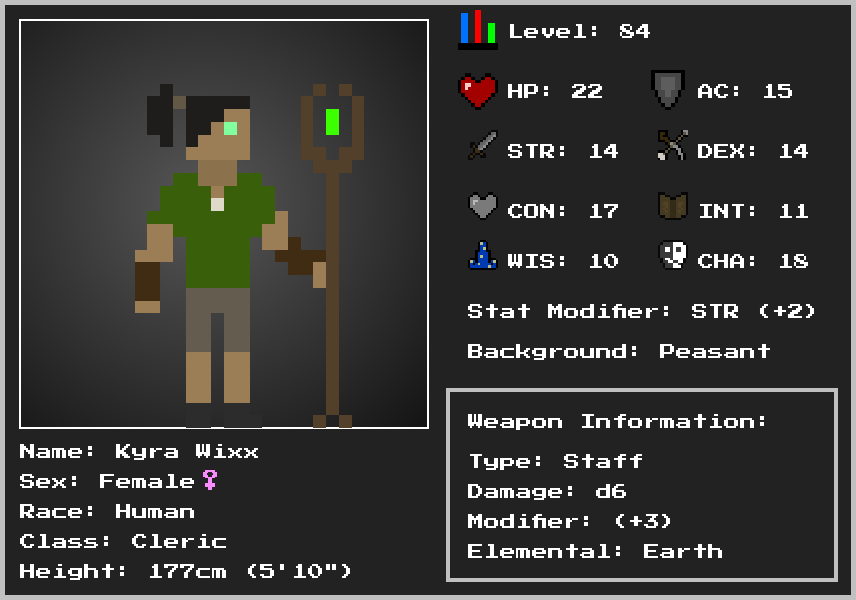 Level: 84
HP: 22
AC: 15
STR: 14
DEX: 14
CON: 17
INT: 11
WIS: 10
CHA: 18
Stat Modifier: STR (+2)
Background: Peasant
Weapon Information:
Type: Staff
Damage: d6
Modifier: (+3)
Elemental: Earth
Name: Kyra Wixx
Sex: Female♀
Race: Human
Class: Cleric
Height: 177cm (5'10")